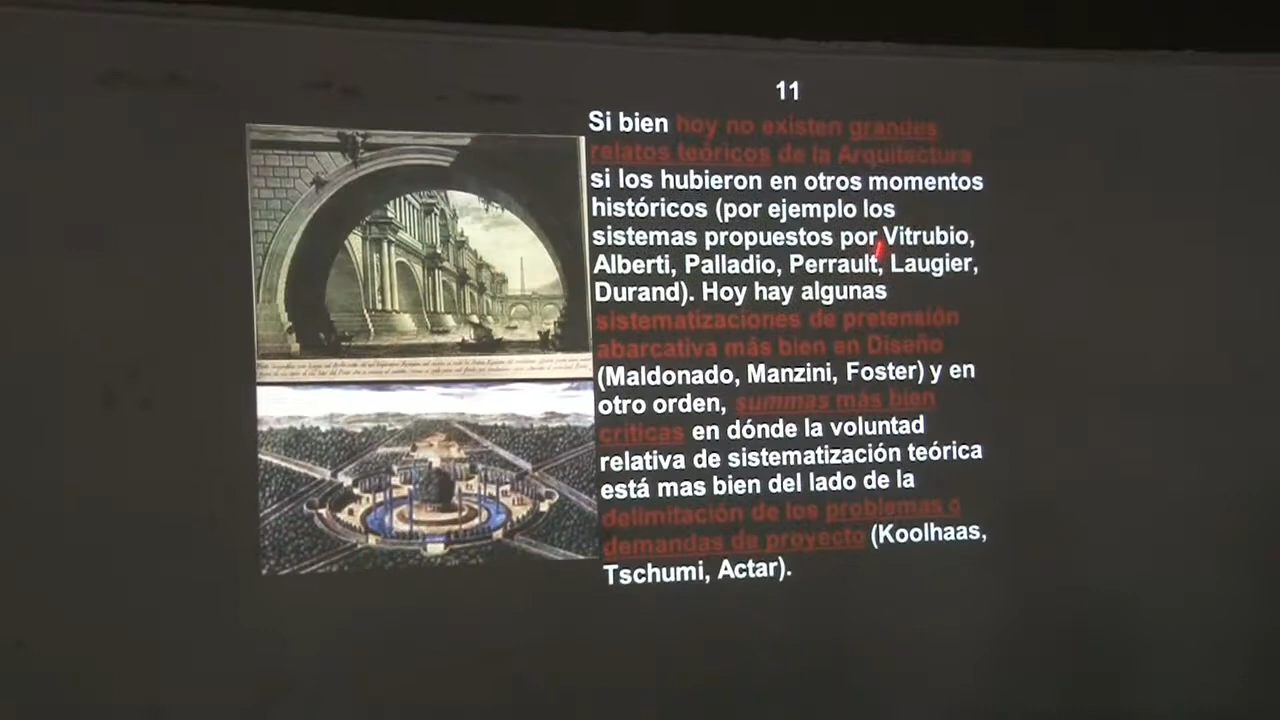 11
Si bien hoy no existen grandes
relatos teóricos de la Arquitectura
si los hubieron en otros momentos
históricos (por ejemplo los
sistemas propuestos por Vitrubio,
Alberti, Palladio, Perrault, Laugier,
Durand). Hoy hay algunas
sistematizaciones de pretensión
abarcativa más bien en Diseño
(Maldonado, Manzini, Foster) y en
otro orden, summas más bien
críticas en dónde la voluntad
relativa de sistematización teórica
está mas bien del lado de la
delimitación de los problemas o
demandas de proyecto (Koolhaas,
Tschumi, Actar).